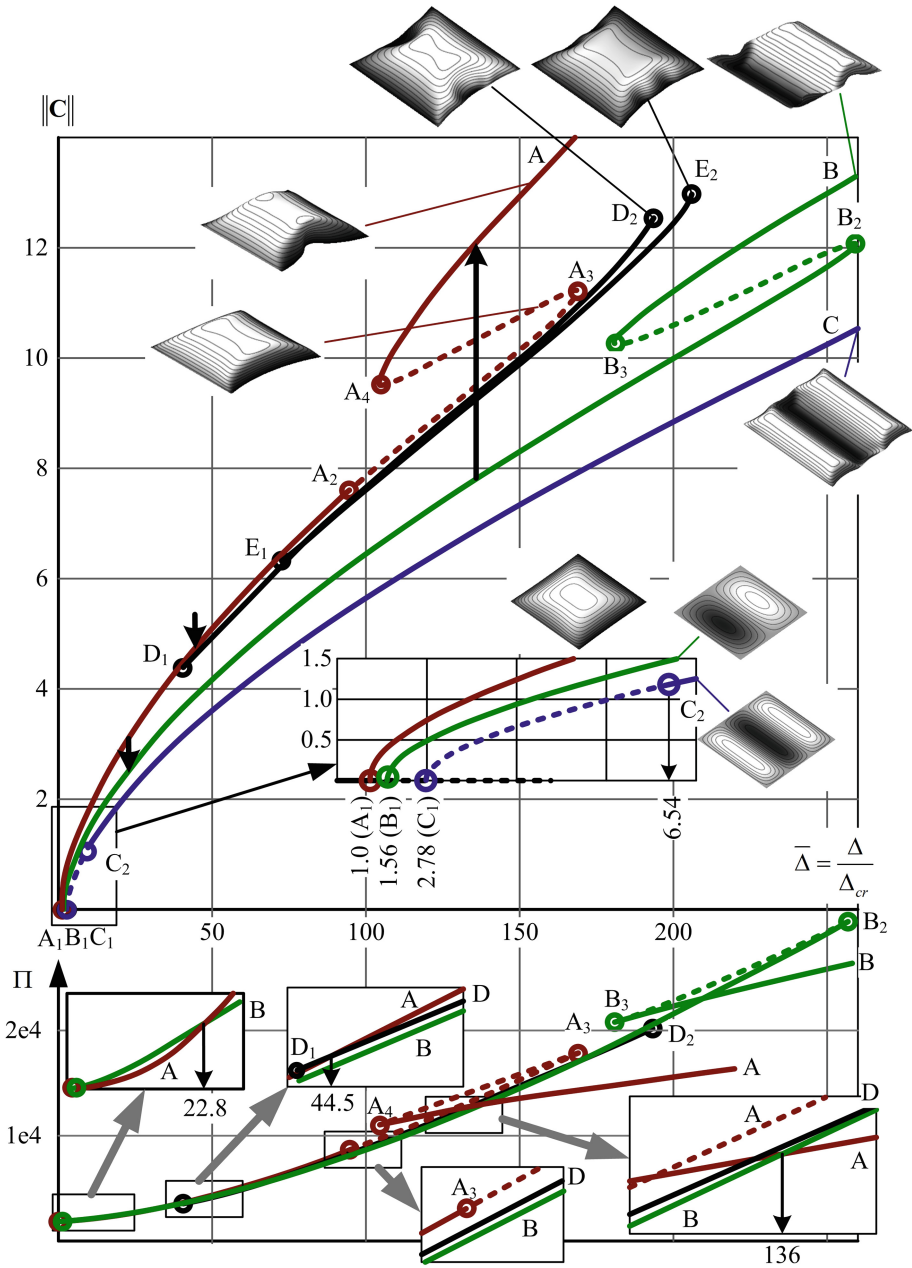 ‖C‖
A
E₂
B
D₂
B₂
12
A₃
C
10
B₃
A₄
8
A₂
E₁
6
D₁
1.5
4
1.0
C₂
0.5
2
1.0 (A₁)
1.56 (B₁)
2.78 (C₁)
6.54
C₂
Δ̅ = Δ/Δcr
A₁B₁C₁
50
100
150
200
B₂
Π
B
B
A
D
B₃
A₃
D₂
2e4
D₁
B
A
A
22.8
44.5
A₄
A
D
1e4
A₃
D
A
B
B
136